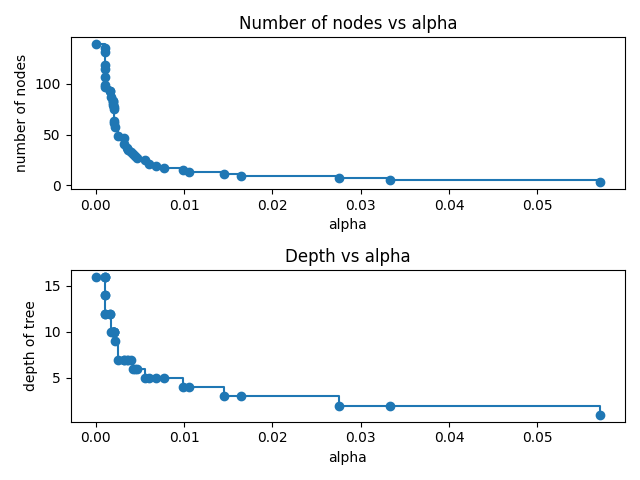 Number of nodes vs alpha
number of nodes
100
50
0
0.00 0.01 0.02 0.03 0.04 0.05
alpha
Depth vs alpha
depth of tree
15
10
5
0.00 0.01 0.02 0.03 0.04 0.05
alpha